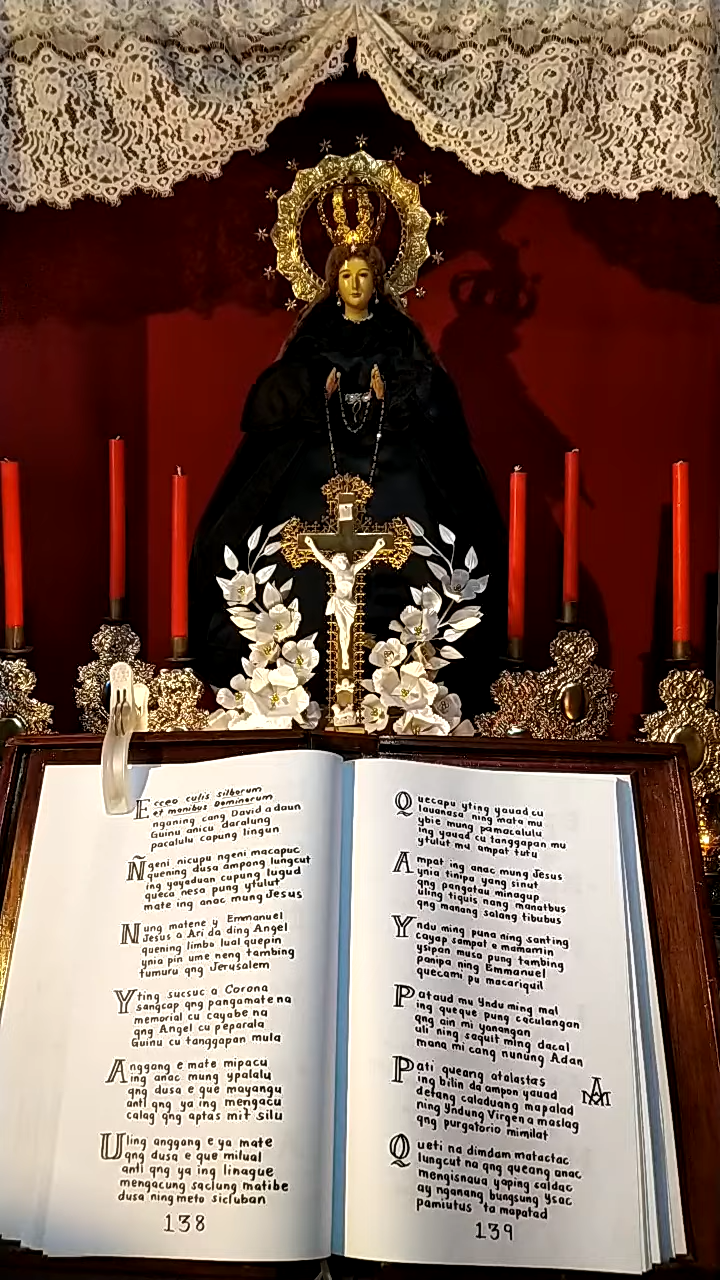 Ecceo culis silborum
et monibus Dominorum
nganing cang David a daun
Guinu anicu daralung
pacalulu capung lingun
Ñgeni nicupu ngeni macapuc
quening dusa ampong lungcut
ing yayeduan cupung lugud
queca nesa pung ytulut
mate ing anac mung Jesus
Nung matene y Emmanuel
Jesus a Ari da ding Angel
quening limbo lual quepin
ynia pin ume neng tambing
tumuru qng Jerusalem
Yting sucsuc a Corona
sangcap qng pangamate na
memorial cu cayabe na
qng Angel cu peparala
Guinu cu tanggapan mula
Anggang e mate mipacu
ing anac mung ypalalu
qng dusa e que mayangu
anti qng ya ing mengacu
calag qng aptas mit silu
Uling anggang e ya mate
qng dusa e que milual
anti qng ya ing linague
mengacung saclung matibe
dusa ning meto sicluban
138
Quecapu yting yauad cu
lauanasa ning mata mu
ybie mung pamacalulu
ing yauad cu tanggapan mu
ytulut mu ampat tutu
Ampat ing anac mung Jesus
ynia tinipa yang sinut
qng pangatau minagup
uling tiquis nang manatbus
qng manang salang tibubus
Yndu ming puna ning santing
cayap sampat e mamamin
ysipan musa pung tambing
panipa ning Emmanuel
quecami pu macariquil
Pataud mu Yndu ming mal
ing queque pung caculangan
qng ain mi yanangan
uli ning saquit ming dacal
mana mi cang nunung Adan
Pati queang atalastas
ing bilin da ampon yauad
detang caladuang mapalad
ning Yndung Virgen a maslag
qng purgatorio mimilat
Queti na dimdam matactac
lungcut na qng queang anac
mengisnaua yaping caldac
ay nganang bungsung Ysac
pamiutus ta mapatad
139